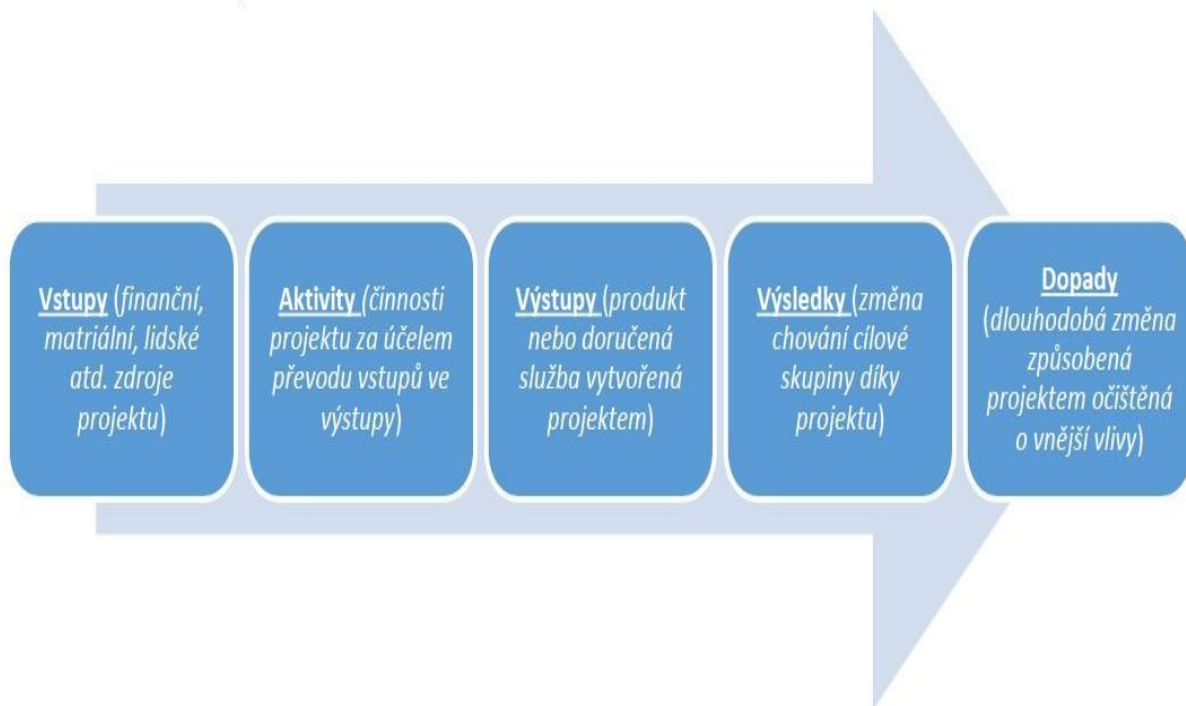 Vstupy (finanční,
matriální, lidské
atd. zdroje
projektu)
Aktivity (činnosti
projektu za účelem
převodu vstupů ve
výstupy)
Výstupy (produkt
nebo doručená
služba vytvořená
projektem)
Výsledky (změna
chování cílové
skupiny díky
projektu)
Dopady
(dlouhodobá změna
způsobená
projektem očištěná
o vnější vlivy)